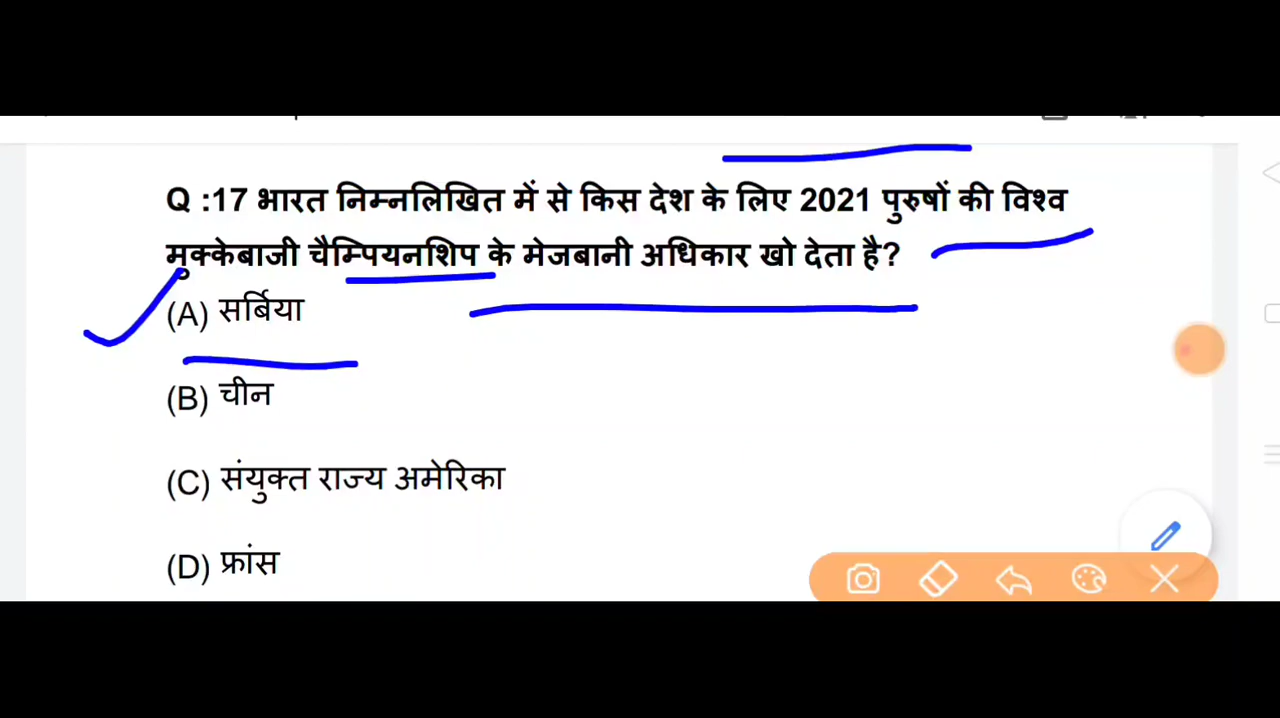 Q :17 भारत निम्नलिखित में से किस देश के लिए 2021 पुरुषों की विश्व
मुक्केबाजी चैम्पियनशिप के मेजबानी अधिकार खो देता है?
(A) सर्बिया
(B) चीन
(C) संयुक्त राज्य अमेरिका
(D) फ्रांस